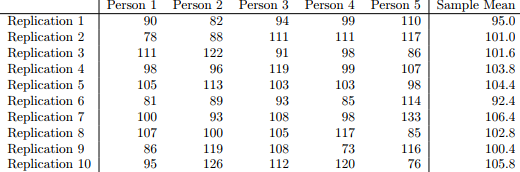 Person 1 Person 2 Person 3 Person 4 Person 5 Sample Mean
Replication 1 90 82 94 99 110 95.0
Replication 2 78 88 111 111 117 101.0
Replication 3 111 122 91 98 86 101.6
Replication 4 98 96 119 99 107 103.8
Replication 5 105 113 103 103 98 104.4
Replication 6 81 89 93 85 114 92.4
Replication 7 100 93 108 98 133 106.4
Replication 8 107 100 105 117 85 102.8
Replication 9 86 119 108 73 116 100.4
Replication 10 95 126 112 120 76 105.8